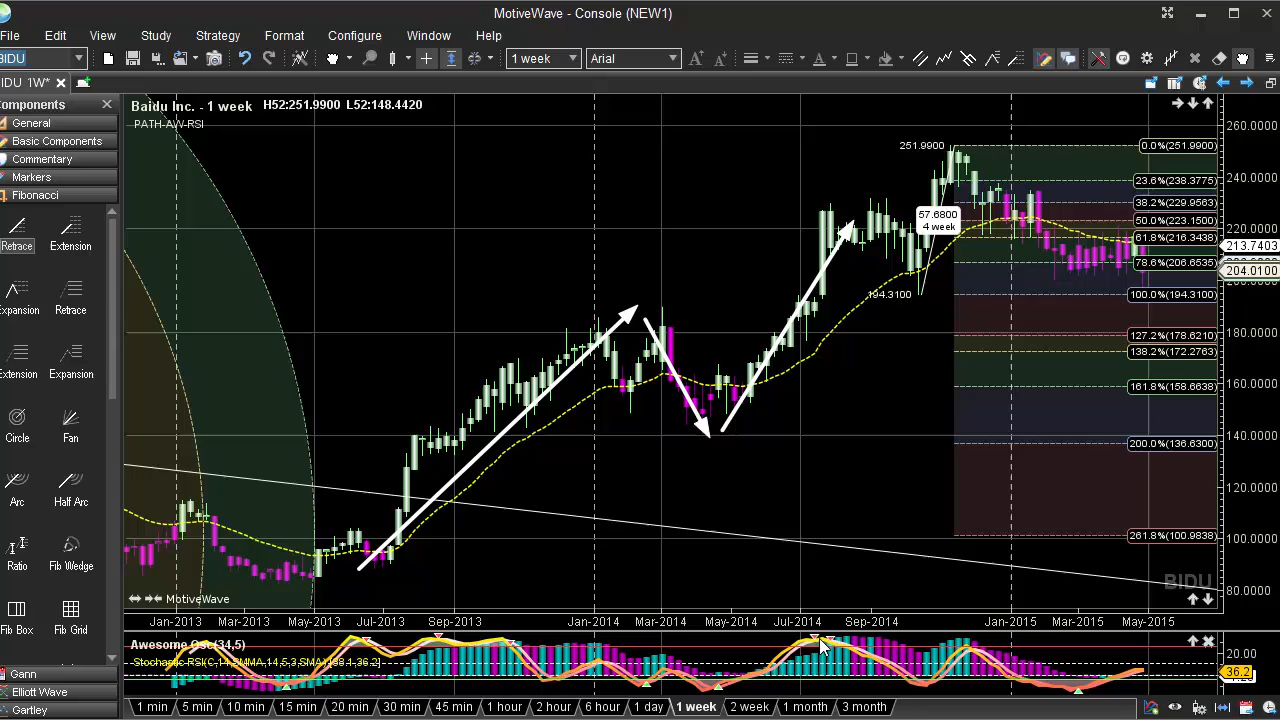 MotiveWave - Console (NEW1)
File Edit View Study Strategy Format Configure Window Help
BIDU 1 week Arial
BIDU 1W*
Components
General
Basic Components
Commentary
Markers
Fibonacci
Retrace Extension
Expansion Retrace
Extension Expansion
Circle Fan
Arc Half Arc
Ratio Fib Wedge
Fib Box Fib Grid
Gann
Elliott Wave
Gartley
Baidu Inc. - 1 week H52:251.9900 L52:148.4420
PATH-AW-RSI
251.9900
57.6800
4 week
194.3100
0.0%(251.9900)
23.6%(238.3775)
38.2%(229.9563)
50.0%(223.1500)
61.8%(216.3438)
78.6%(206.6535)
100.0%(194.3100)
127.2%(178.6210)
138.2%(172.2763)
161.8%(158.6638)
200.0%(136.6300)
261.8%(100.9838)
260.0000
240.0000
220.0000
213.7403
204.0100
180.0000
160.0000
140.0000
120.0000
100.0000
80.0000
BIDU
MotiveWave
Jan-2013 Mar-2013 May-2013 Jul-2013 Sep-2013 Jan-2014 Mar-2014 May-2014 Jul-2014 Sep-2014 Jan-2015 Mar-2015 May-2015
Awesome Osc(34,5)
20.00
36.2
1 min 5 min 10 min 15 min 20 min 30 min 45 min 1 hour 2 hour 6 hour 1 day 1 week 2 week 1 month 3 month